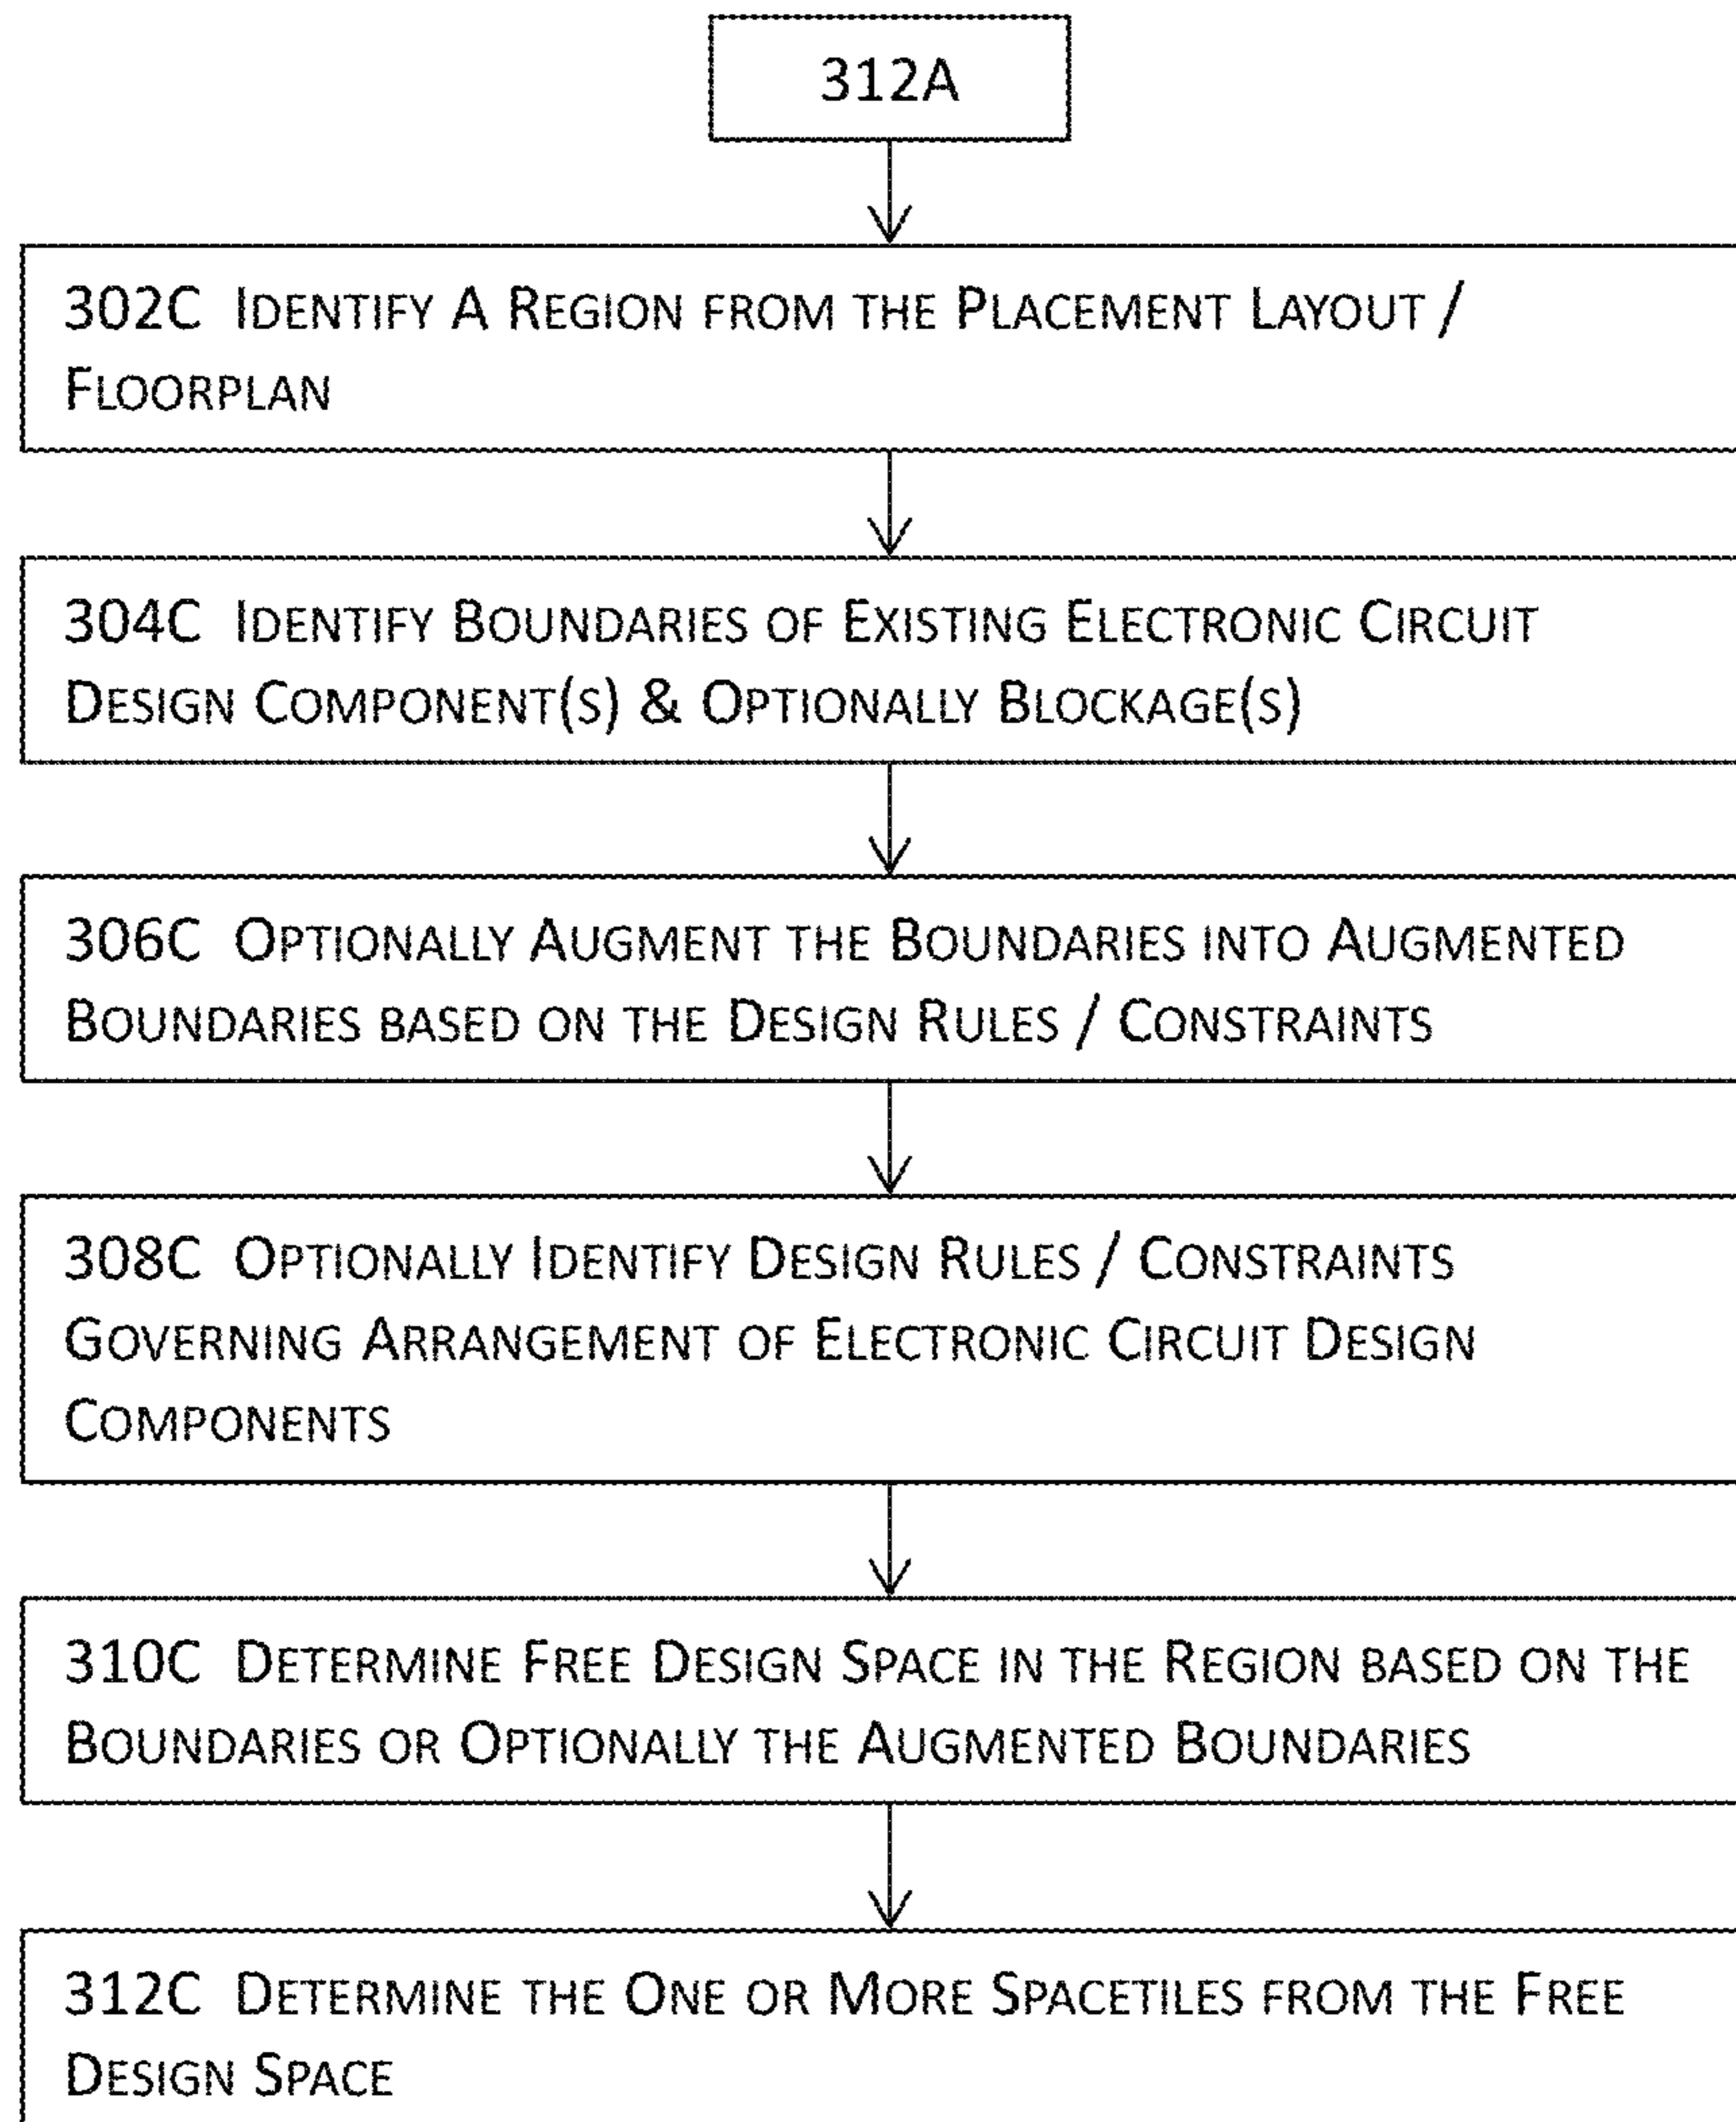 312A
302C IDENTIFY A REGION FROM THE PLACEMENT LAYOUT /
FLOORPLAN
304C IDENTIFY BOUNDARIES OF EXISTING ELECTRONIC CIRCUIT
DESIGN COMPONENT(S) & OPTIONALLY BLOCKAGE(S)
306C OPTIONALLY AUGMENT THE BOUNDARIES INTO AUGMENTED
BOUNDARIES BASED ON THE DESIGN RULES / CONSTRAINTS
308C OPTIONALLY IDENTIFY DESIGN RULES / CONSTRAINTS
GOVERNING ARRANGEMENT OF ELECTRONIC CIRCUIT DESIGN
COMPONENTS
310C DETERMINE FREE DESIGN SPACE IN THE REGION BASED ON THE
BOUNDARIES OR OPTIONALLY THE AUGMENTED BOUNDARIES
312C DETERMINE THE ONE OR MORE SPACETILES FROM THE FREE
DESIGN SPACE